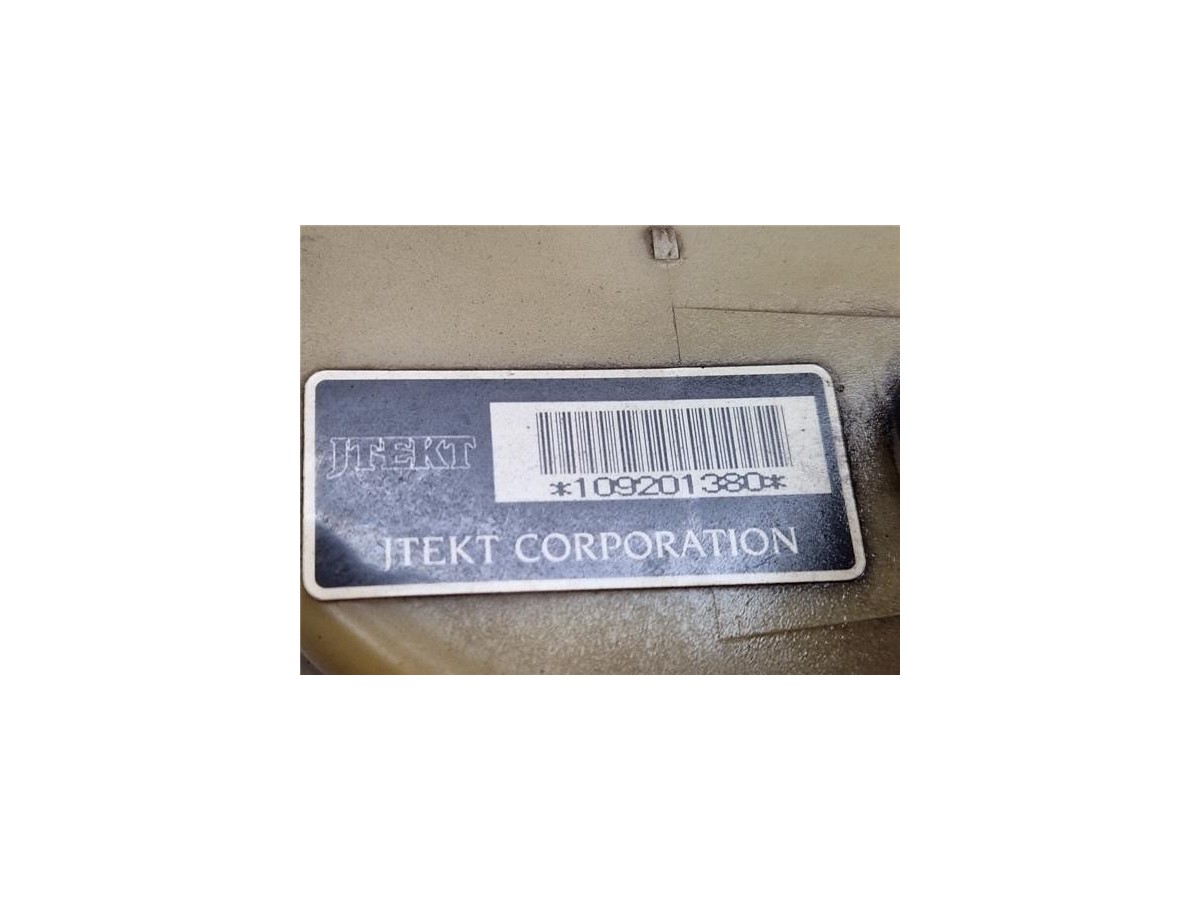 JTEKT
*109201380*
JTEKT CORPORATION